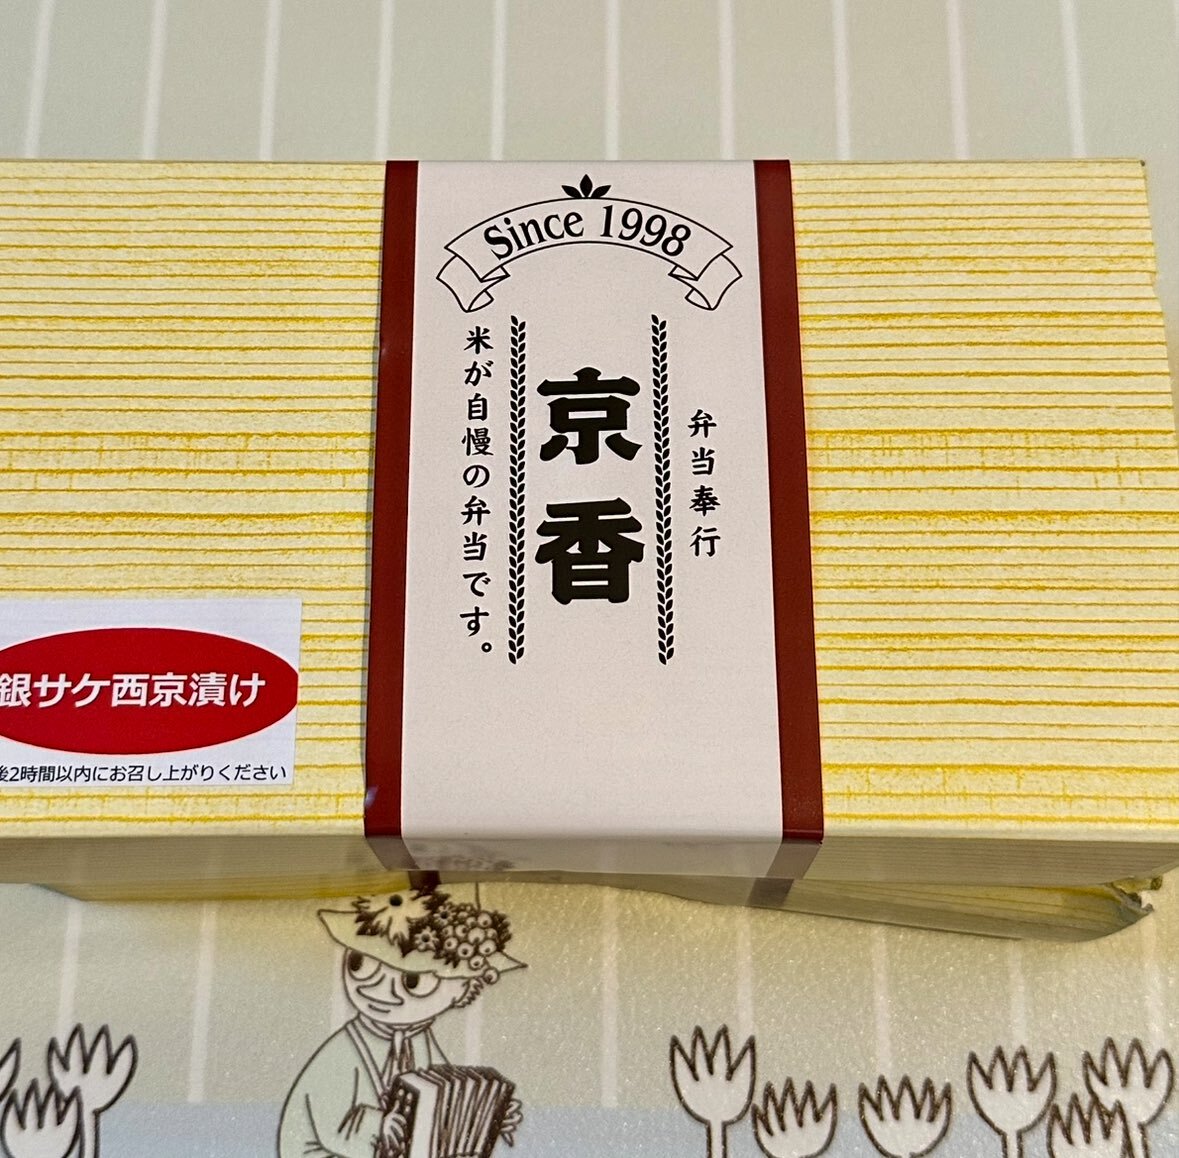 Since 1998
弁当奉行
京香
米が自慢の弁当です。
銀サケ西京漬け
後2時間以内にお召し上がりください